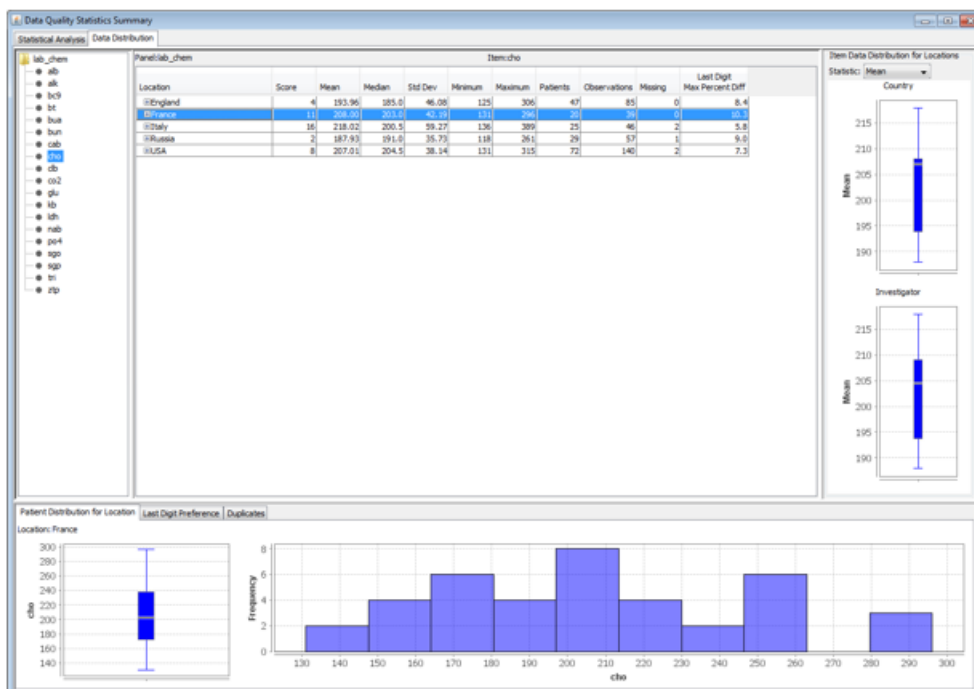 Data Quality Statistics Summary
Statistical Analysis Data Distribution
lab_chem
alb
alk
bc9
bt
bua
bun
cab
cho
clb
co2
glu
kb
ldh
nab
po4
sgo
sgp
tri
ztp
Panel:lab_chem Item:cho
Location Score Mean Median Std Dev Minimum Maximum Patients Observations Missing Last Digit Max Percent Diff
England 4 193.96 185.0 46.08 125 306 47 85 0 8.4
France 11 208.00 203.0 42.19 131 296 20 39 0 10.3
Italy 16 218.02 200.5 59.27 136 389 25 46 2 5.8
Russia 2 187.93 191.0 35.73 118 261 29 57 1 9.0
USA 8 207.01 204.5 38.14 131 315 72 140 2 7.3
Item Data Distribution for Locations
Statistic: Mean
Country
Mean
215
210
205
200
195
190
Investigator
Mean
215
210
205
200
195
190
Patient Distribution for Location Last Digit Preference Duplicates
Location: France
cho
300
280
260
240
220
200
180
160
140
Frequency
8
6
4
2
0
130 140 150 160 170 180 190 200 210 220 230 240 250 260 270 280 290 300
cho